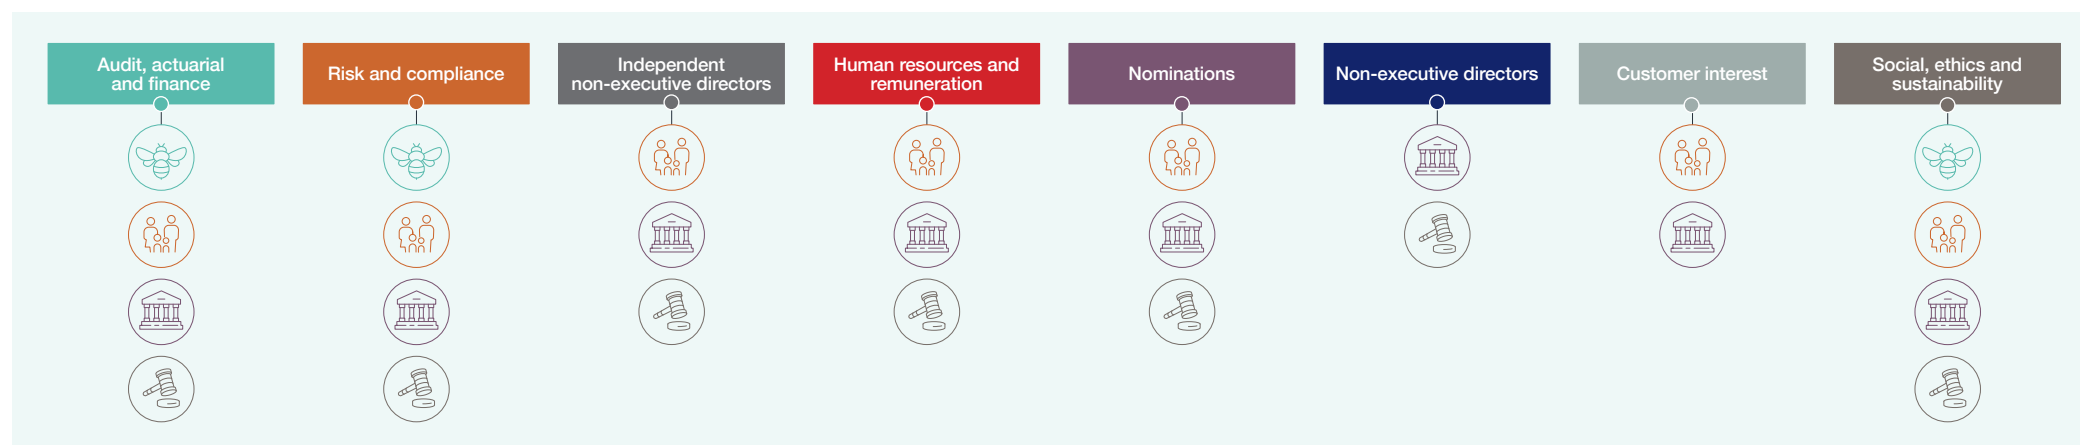 Audit, actuarial
and finance
Risk and compliance
Independent
non-executive directors
Human resources and
remuneration
Nominations
Non-executive directors
Customer interest
Social, ethics and
sustainability